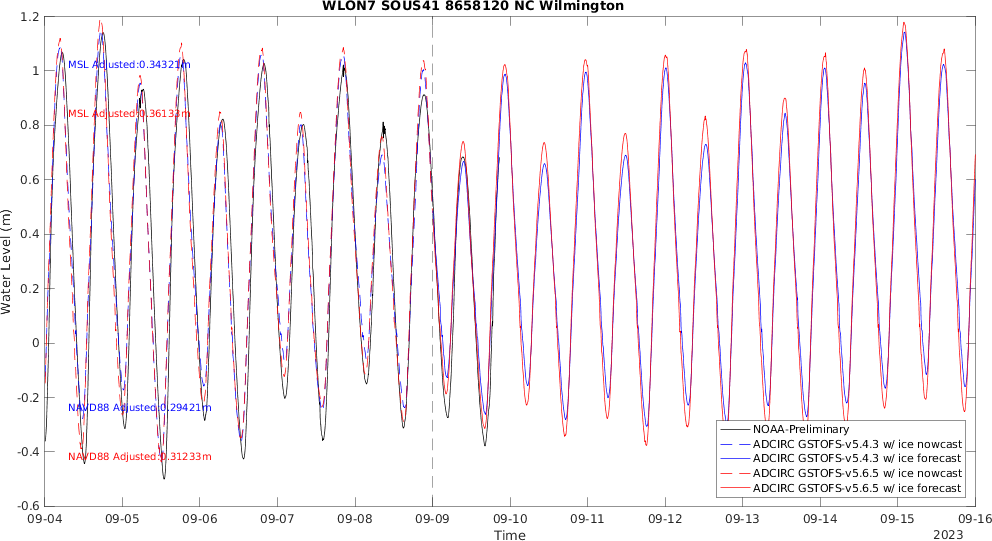 WLON7 SOUS41 8658120 NC Wilmington
1.2
1
0.8
0.6
0.4
0.2
0
-0.2
-0.4
-0.6
Water Level (m)
MSL Adjusted:0.34321m
MSL Adjusted:0.36133m
NAVD88 Adjusted:0.29421m
NAVD88 Adjusted:0.31233m
NOAA-Preliminary
ADCIRC GSTOFS-v5.4.3 w/ ice nowcast
ADCIRC GSTOFS-v5.4.3 w/ ice forecast
ADCIRC GSTOFS-v5.6.5 w/ ice nowcast
ADCIRC GSTOFS-v5.6.5 w/ ice forecast
09-04 09-05 09-06 09-07 09-08 09-09 09-10 09-11 09-12 09-13 09-14 09-15 09-16
Time
2023